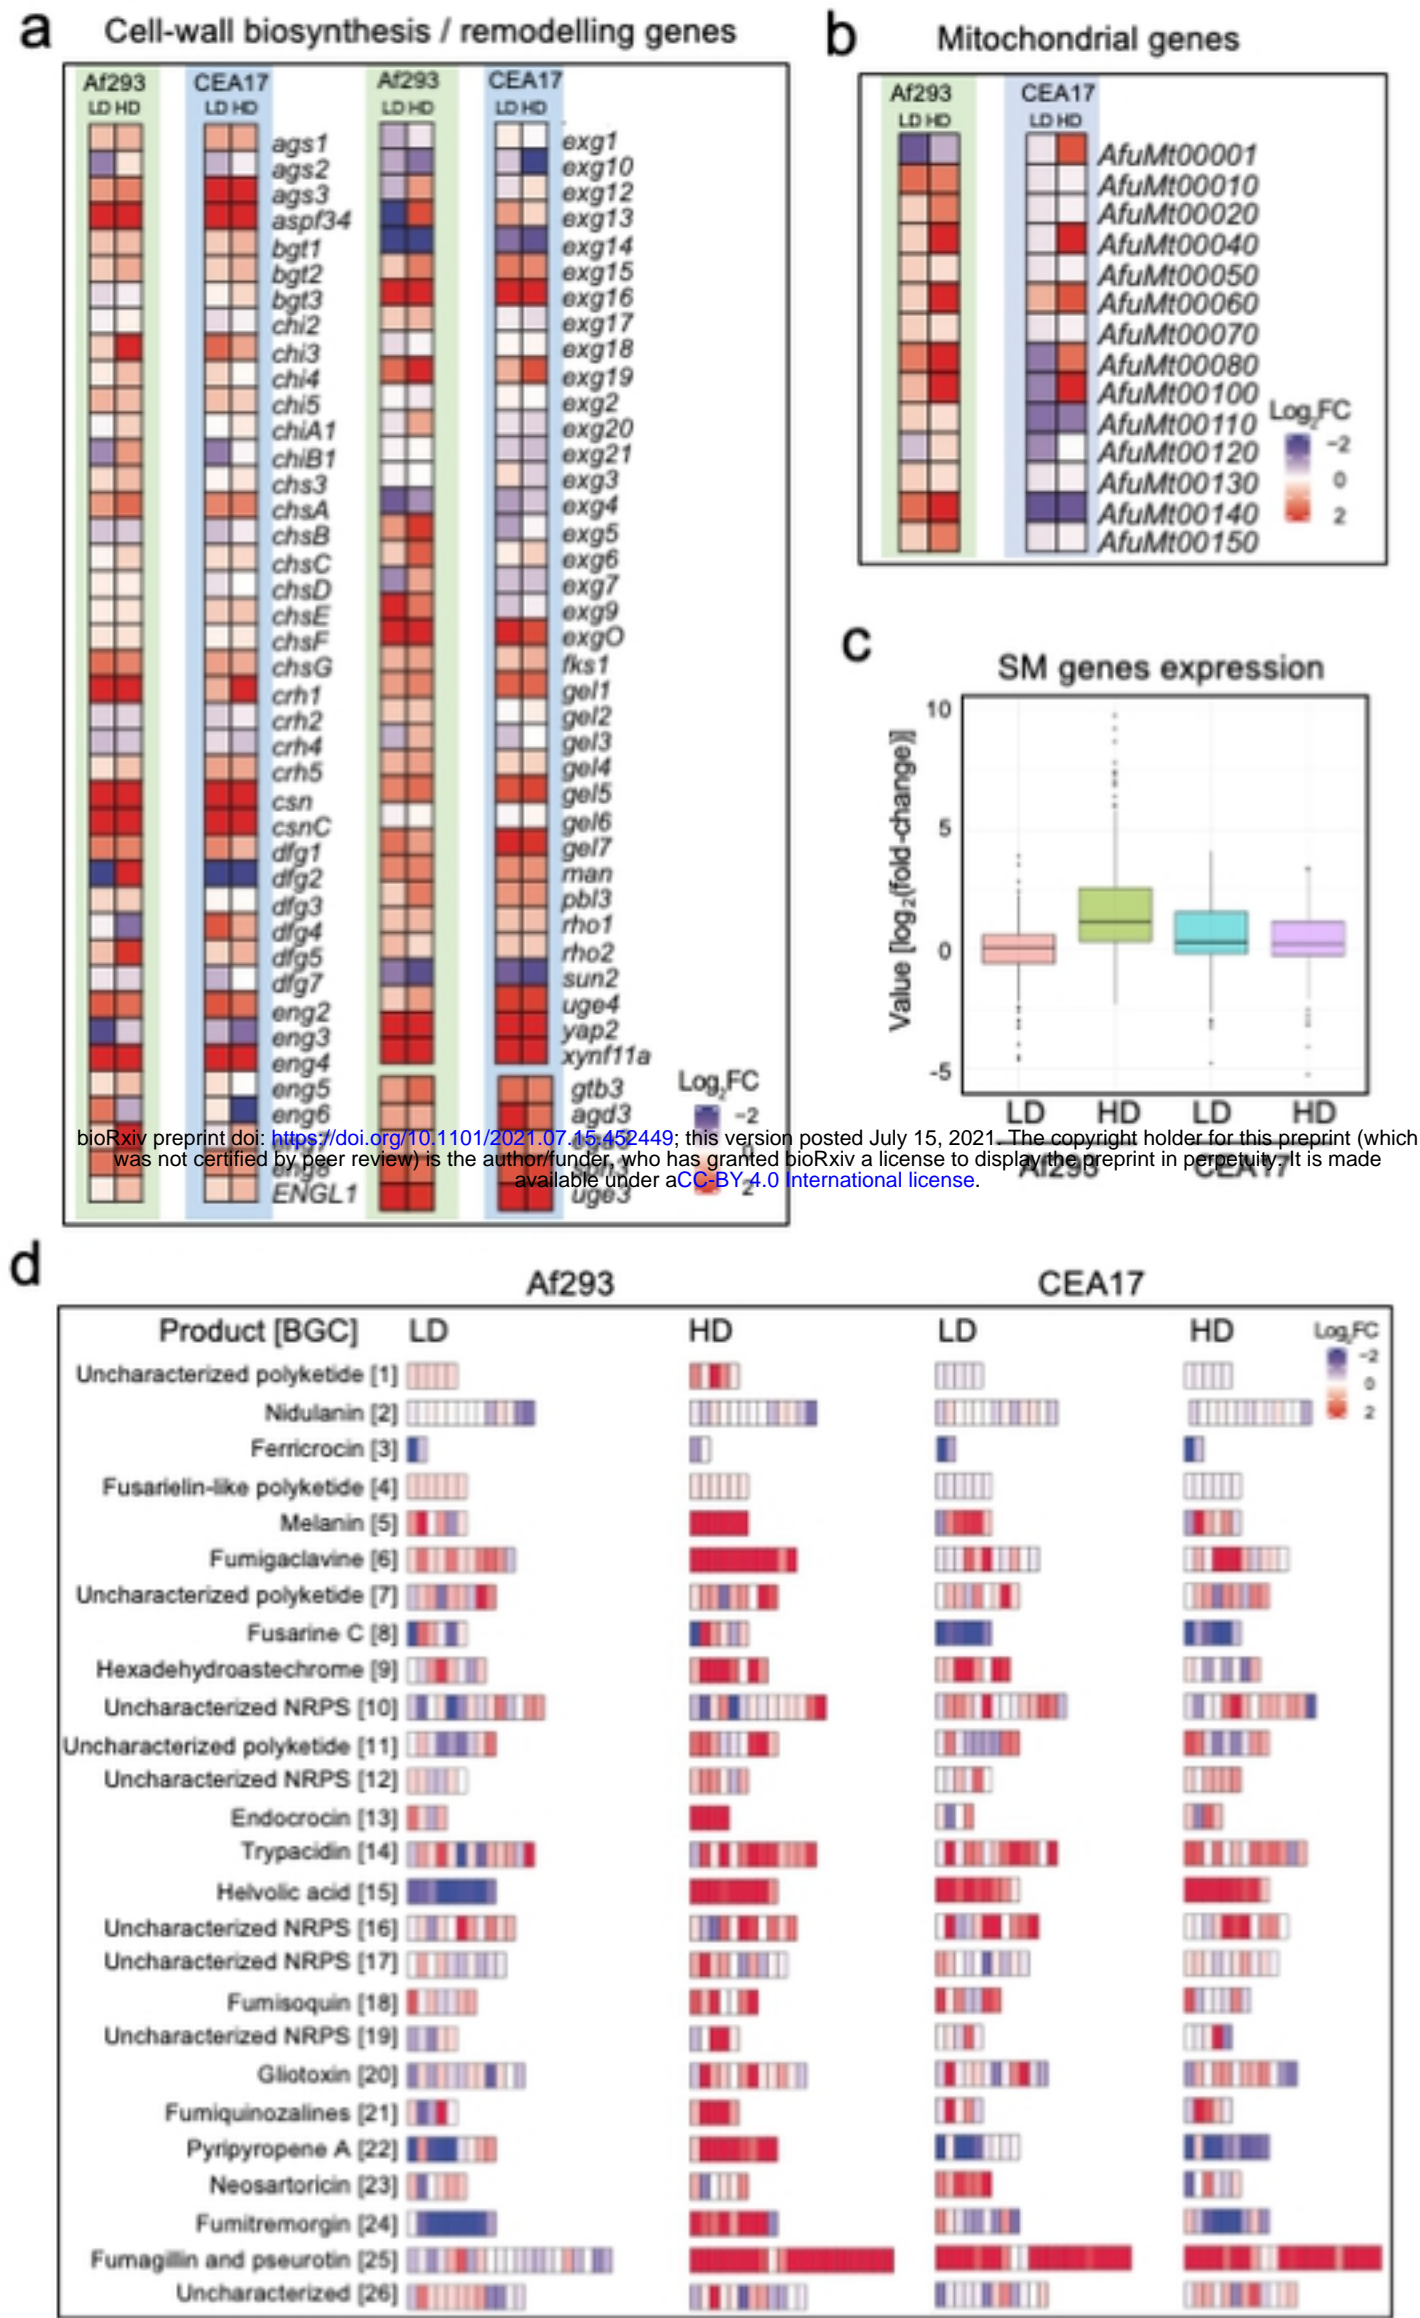 a
Cell-wall biosynthesis / remodelling genes
Af293
CEA17
Af293
CEA17
LD HD
LD HD
LD HD
LD HD
ags1
ags2
ags3
aspf34
bgt1
bgt2
bgt3
chi2
chi3
chi4
chi5
chiA1
chiB1
chs3
chsA
chsB
chsC
chsD
chsE
chsF
chsG
crh1
crh2
crh4
crh5
csn
csnC
dfg1
dfg2
dfg3
dfg4
dfg5
dfg7
eng2
eng3
eng4
eng5
eng6
ENGL1
exg1
exg10
exg12
exg13
exg14
exg15
exg16
exg17
exg18
exg19
exg2
exg20
exg21
exg3
exg4
exg5
exg6
exg7
exg9
exgO
fks1
gel1
gel2
gel3
gel4
gel5
gel6
gel7
man
pbl3
rho1
rho2
sun2
uge4
yap2
xynf11a
gtb3
agd3
uge3
Log2FC
-2
0
2
b
Mitochondrial genes
Af293
CEA17
LD HD
LD HD
AfuMt00001
AfuMt00010
AfuMt00020
AfuMt00040
AfuMt00050
AfuMt00060
AfuMt00070
AfuMt00080
AfuMt00100
AfuMt00110
AfuMt00120
AfuMt00130
AfuMt00140
AfuMt00150
Log2FC
-2
0
2
c
SM genes expression
Value [log2(fold-change)]
10
5
0
-5
LD
HD
LD
HD
Af293
CEA17
bioRxiv preprint doi: https://doi.org/10.1101/2021.07.15.452449; this version posted July 15, 2021. The copyright holder for this preprint (which
was not certified by peer review) is the author/funder, who has granted bioRxiv a license to display the preprint in perpetuity. It is made
available under aCC-BY 4.0 International license.
d
Af293
CEA17
Product [BGC]
LD
HD
LD
HD
Log2FC
-2
0
2
Uncharacterized polyketide [1]
Nidulanin [2]
Ferricrocin [3]
Fusarielin-like polyketide [4]
Melanin [5]
Fumigaclavine [6]
Uncharacterized polyketide [7]
Fusarine C [8]
Hexadehydroastechrome [9]
Uncharacterized NRPS [10]
Uncharacterized polyketide [11]
Uncharacterized NRPS [12]
Endocrocin [13]
Trypacidin [14]
Helvolic acid [15]
Uncharacterized NRPS [16]
Uncharacterized NRPS [17]
Fumisoquin [18]
Uncharacterized NRPS [19]
Gliotoxin [20]
Fumiquinozalines [21]
Pyripyropene A [22]
Neosartoricin [23]
Fumitremorgin [24]
Fumagillin and pseurotin [25]
Uncharacterized [26]